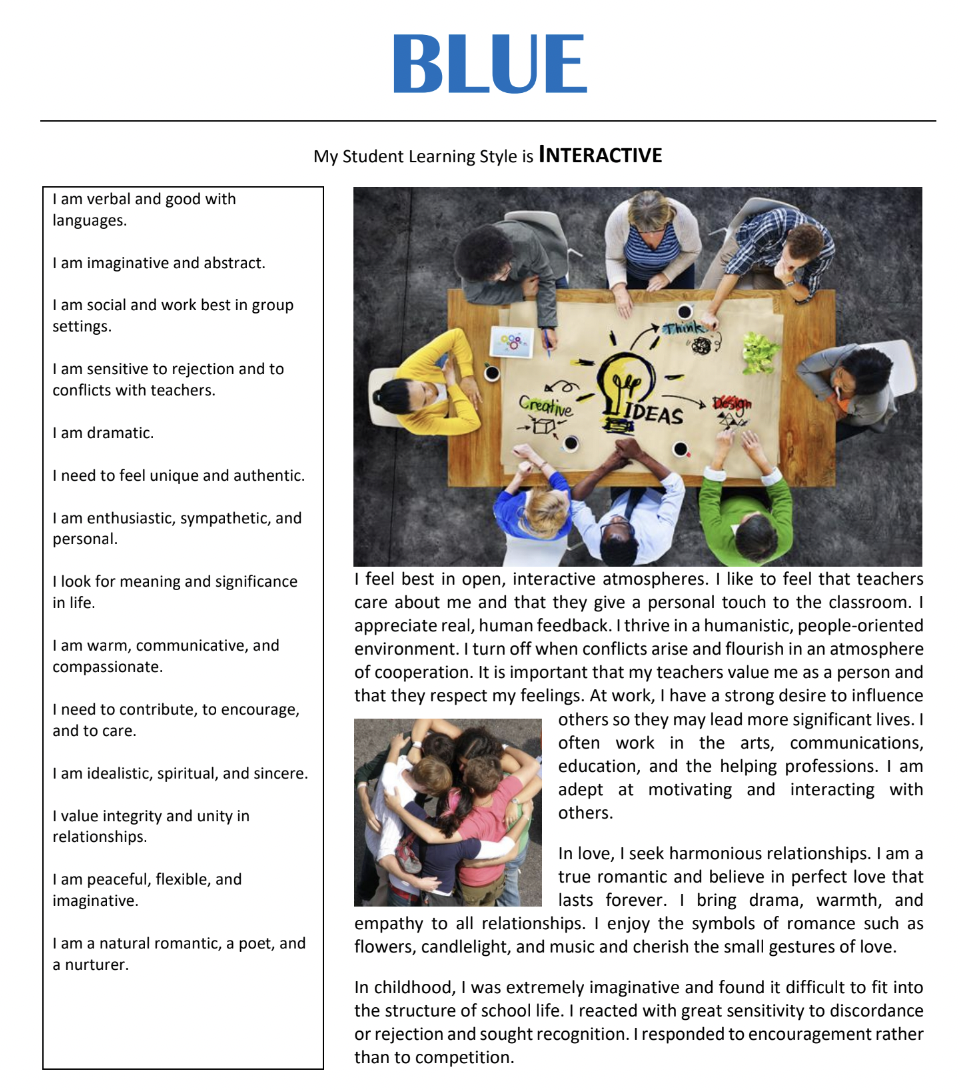 BLUE
My Student Learning Style is INTERACTIVE
I am verbal and good with
languages.
I am imaginative and abstract.
I am social and work best in group
settings.
I am sensitive to rejection and to
conflicts with teachers.
I am dramatic.
I need to feel unique and authentic.
I am enthusiastic, sympathetic, and
personal.
I look for meaning and significance
in life.
I am warm, communicative, and
compassionate.
I need to contribute, to encourage,
and to care.
I am idealistic, spiritual, and sincere.
I value integrity and unity in
relationships.
I am peaceful, flexible, and
imaginative.
I am a natural romantic, a poet, and
a nurturer.
Think
Creative
IDEAS
Design
I feel best in open, interactive atmospheres. I like to feel that teachers
care about me and that they give a personal touch to the classroom. I
appreciate real, human feedback. I thrive in a humanistic, people-oriented
environment. I turn off when conflicts arise and flourish in an atmosphere
of cooperation. It is important that my teachers value me as a person and
that they respect my feelings. At work, I have a strong desire to influence
others so they may lead more significant lives. I
often work in the arts, communications,
education, and the helping professions. I am
adept at motivating and interacting with
others.
In love, I seek harmonious relationships. I am a
true romantic and believe in perfect love that
lasts forever. I bring drama, warmth, and
empathy to all relationships. I enjoy the symbols of romance such as
flowers, candlelight, and music and cherish the small gestures of love.
In childhood, I was extremely imaginative and found it difficult to fit into
the structure of school life. I reacted with great sensitivity to discordance
or rejection and sought recognition. I responded to encouragement rather
than to competition.